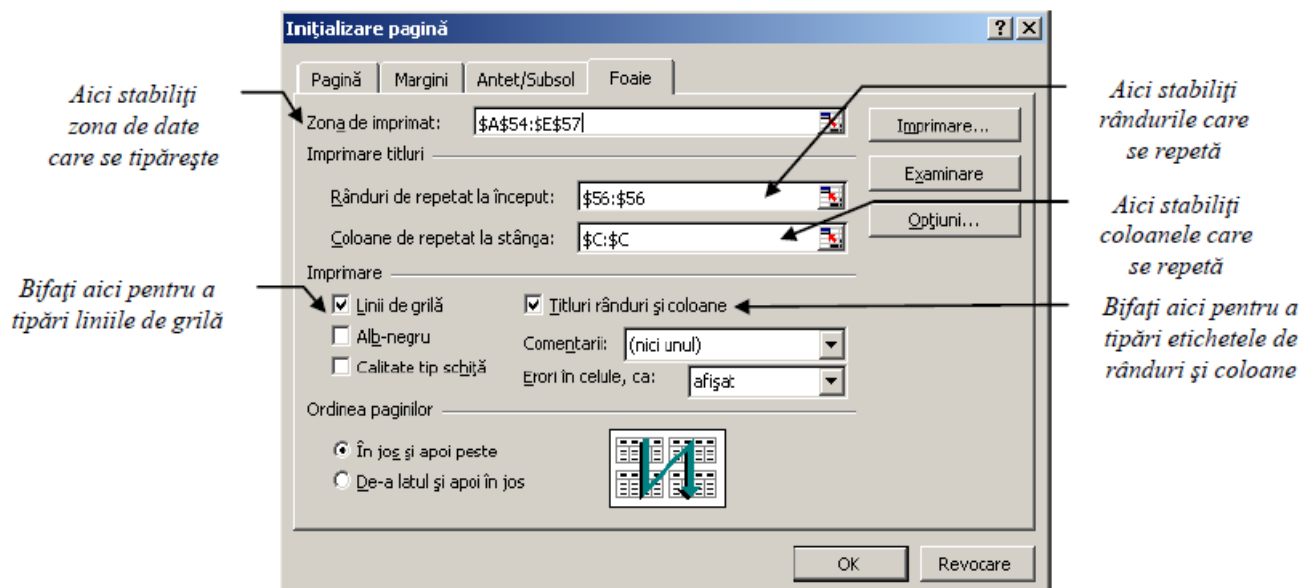 Inițializare pagină
Pagină Margini Antet/Subsol Foaie
Aici stabiliți
zona de date
care se tipărește
Zona de imprimat: $A$54:$E$57
Imprimare titluri
Rânduri de repetat la început: $56:$56
Coloane de repetat la stânga: $C:$C
Imprimare...
Examinare
Opțiuni...
Aici stabiliți
rândurile care
se repetă
Aici stabiliți
coloanele care
se repetă
Bifați aici pentru a
tipări liniile de grilă
Imprimare
Linii de grilă
Alb-negru
Calitate tip schiță
Titluri rânduri și coloane
Comentarii: (nici unul)
Erori în celule, ca: afișat
Bifați aici pentru a
tipări etichetele de
rânduri și coloane
Ordinea paginilor
În jos și apoi peste
De-a latul și apoi în jos
OK Revocare